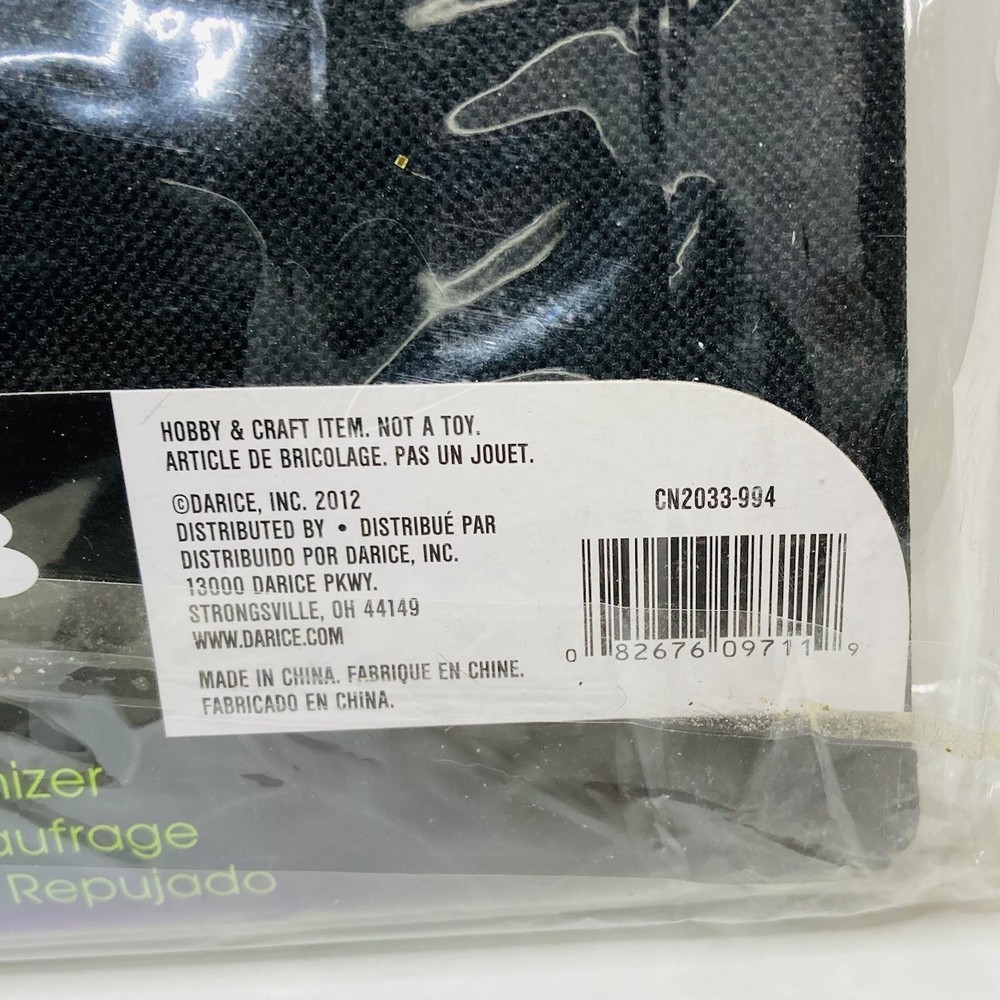 HOBBY & CRAFT ITEM. NOT A TOY.
ARTICLE DE BRICOLAGE. PAS UN JOUET.
©DARICE, INC. 2012
DISTRIBUTED BY • DISTRIBUÉ PAR
DISTRIBUIDO POR DARICE, INC.
13000 DARICE PKWY.
STRONGSVILLE, OH 44149
WWW.DARICE.COM
MADE IN CHINA. FABRIQUE EN CHINE.
FABRICADO EN CHINA.
CN2033-994
0 82676 09711 9
nizer
aufrage
Repujado